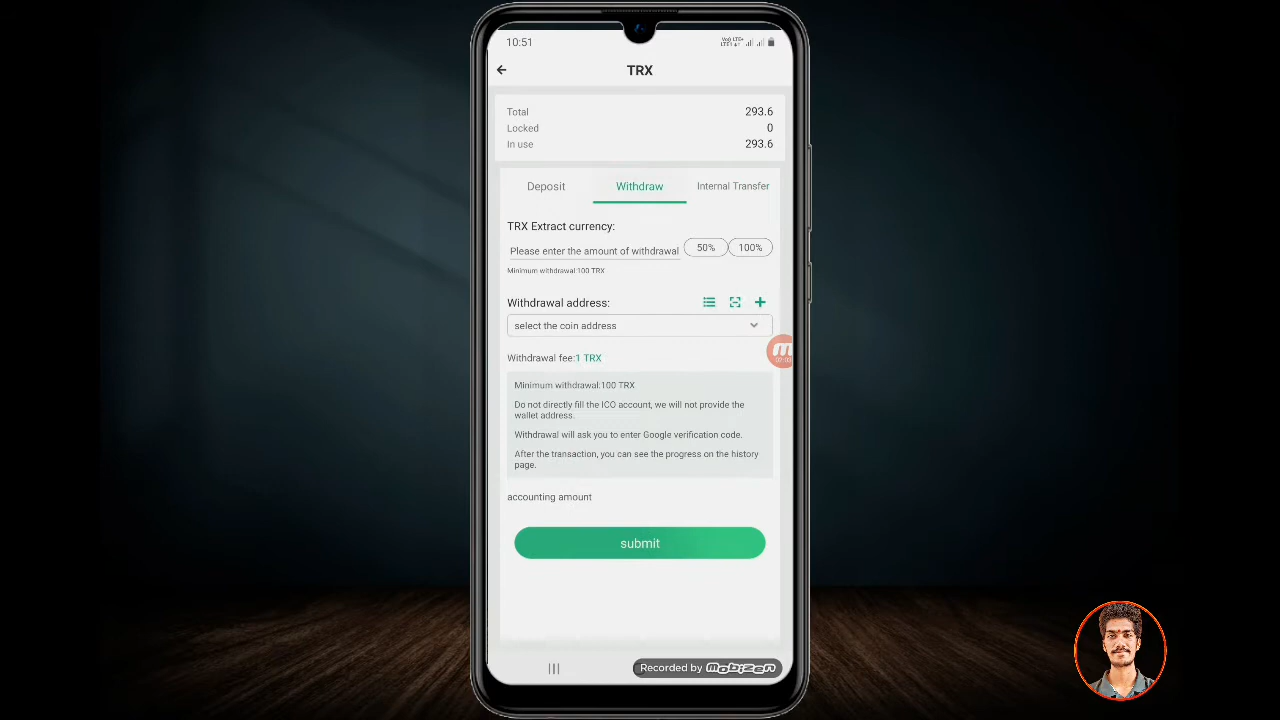 10:51
TRX
Total 293.6
Locked 0
In use 293.6
Deposit Withdraw Internal Transfer
TRX Extract currency:
Please enter the amount of withdrawal 50% 100%
Minimum withdrawal:100 TRX
Withdrawal address:
select the coin address
Withdrawal fee:1 TRX
Minimum withdrawal:100 TRX
Do not directly fill the ICO account, we will not provide the
wallet address.
Withdrawal will ask you to enter Google verification code.
After the transaction, you can see the progress on the history
page.
accounting amount
submit
Recorded by mobizen